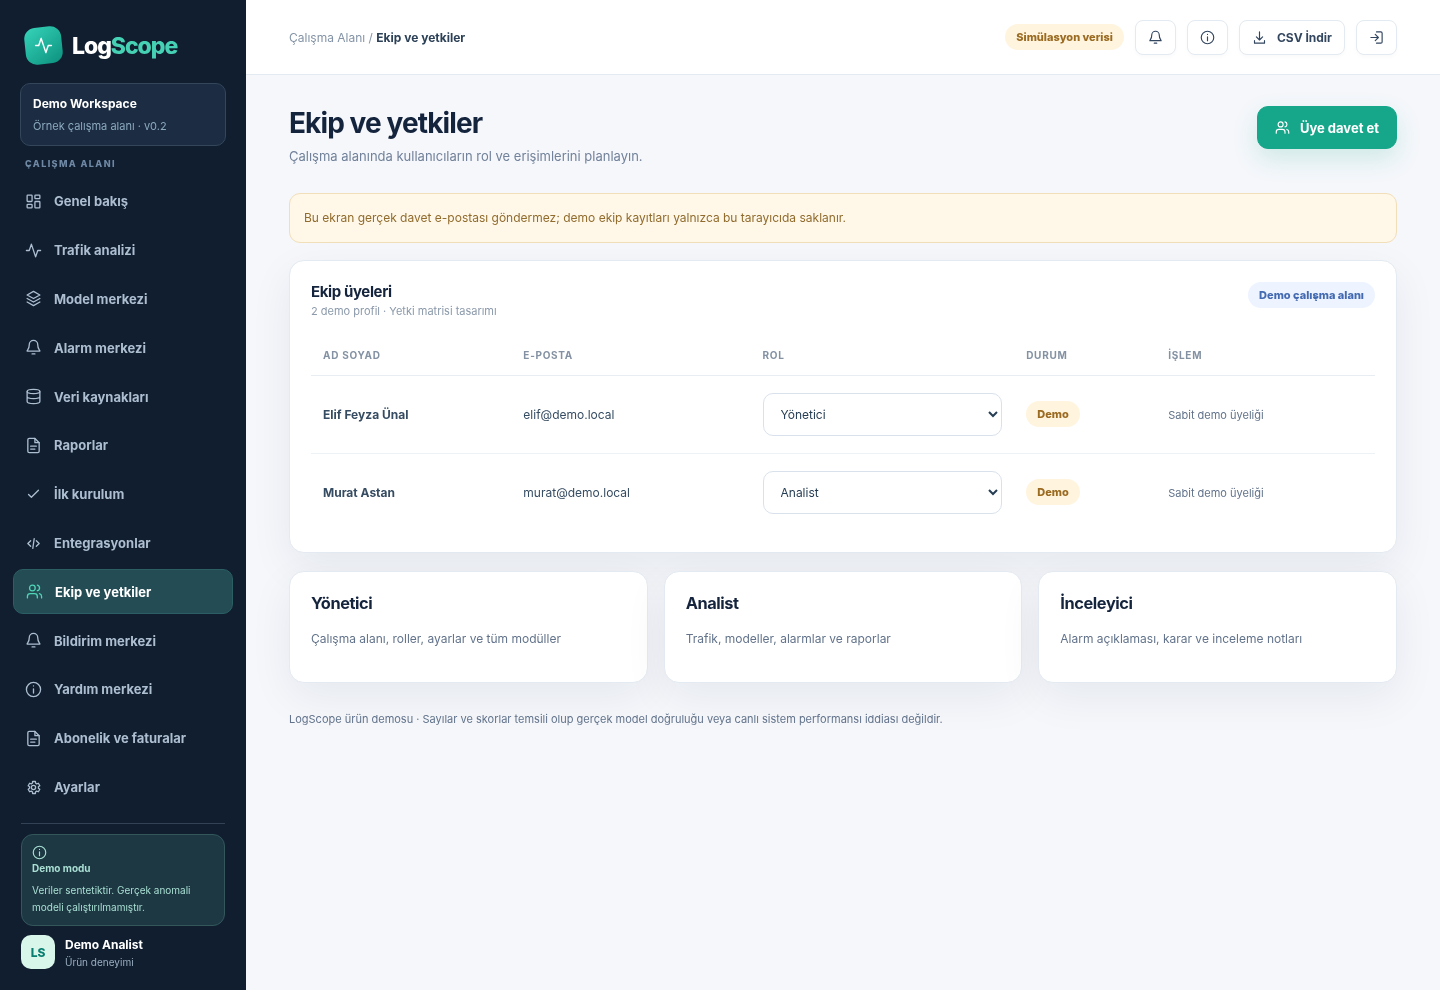 LogScope
Demo Workspace
Örnek çalışma alanı · v0.2
ÇALIŞMA ALANI
Genel bakış
Trafik analizi
Model merkezi
Alarm merkezi
Veri kaynakları
Raporlar
İlk kurulum
Entegrasyonlar
Ekip ve yetkiler
Bildirim merkezi
Yardım merkezi
Abonelik ve faturalar
Ayarlar
Demo modu
Veriler sentetiktir. Gerçek anomali
modeli çalıştırılmamıştır.
LS
Demo Analist
Ürün deneyimi
Çalışma Alanı / Ekip ve yetkiler
Simülasyon verisi
CSV İndir
Ekip ve yetkiler
Çalışma alanında kullanıcıların rol ve erişimlerini planlayın.
Üye davet et
Bu ekran gerçek davet e-postası göndermez; demo ekip kayıtları yalnızca bu tarayıcıda saklanır.
Ekip üyeleri
2 demo profil · Yetki matrisi tasarımı
Demo çalışma alanı
AD SOYAD E-POSTA ROL DURUM İŞLEM
Elif Feyza Ünal elif@demo.local Yönetici Demo Sabit demo üyeliği
Murat Astan murat@demo.local Analist Demo Sabit demo üyeliği
Yönetici
Çalışma alanı, roller, ayarlar ve tüm modüller
Analist
Trafik, modeller, alarmlar ve raporlar
İnceleyici
Alarm açıklaması, karar ve inceleme notları
LogScope ürün demosu · Sayılar ve skorlar temsili olup gerçek model doğruluğu veya canlı sistem performansı iddiası değildir.